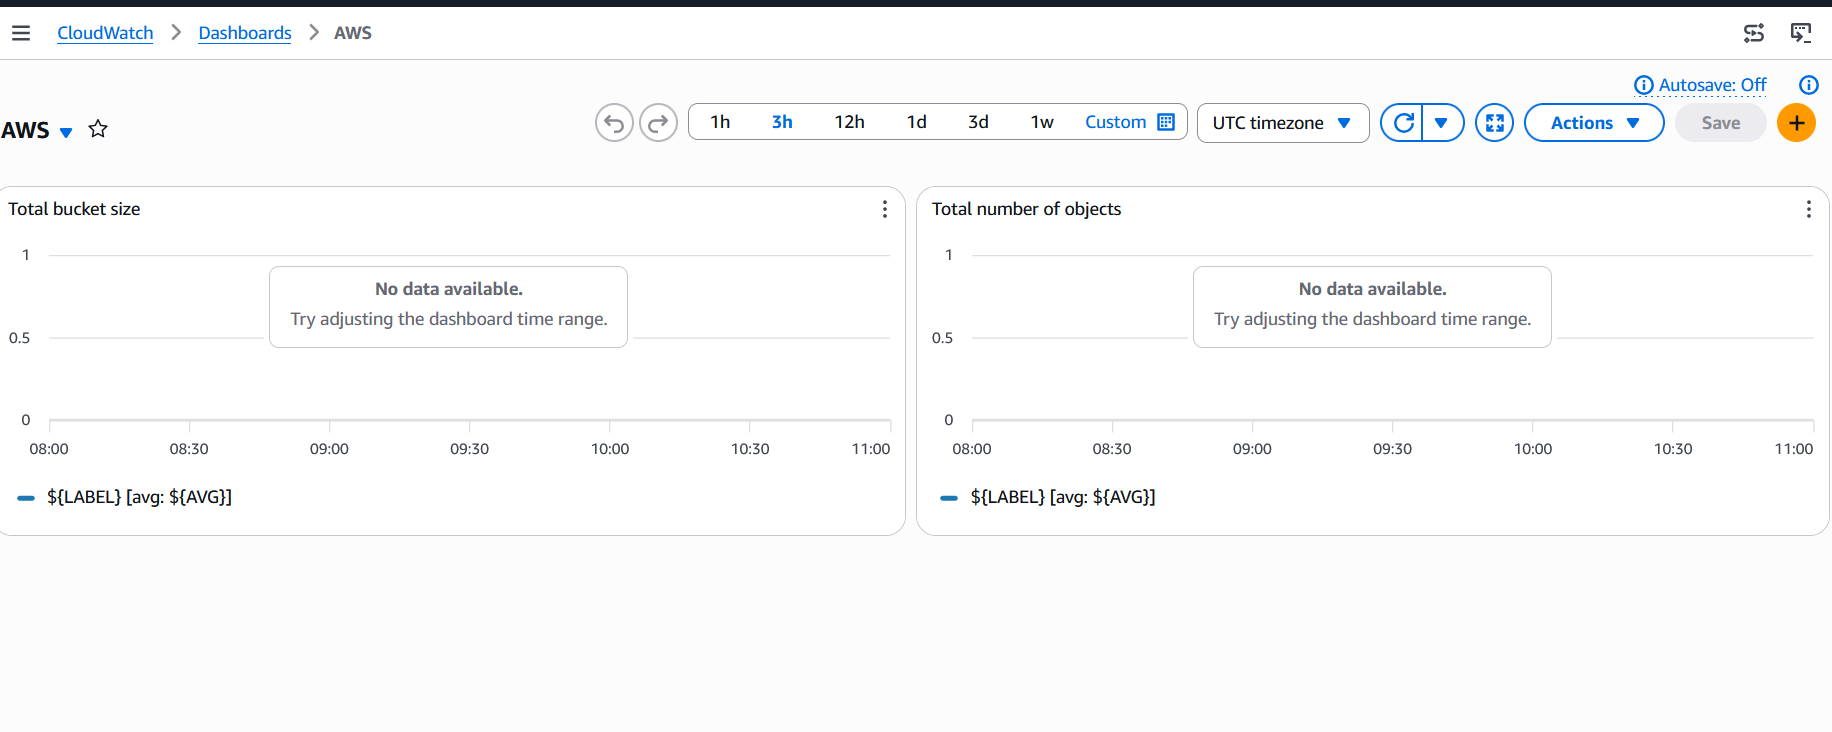 CloudWatch > Dashboards > AWS
Autosave: Off
AWS
1h 3h 12h 1d 3d 1w Custom UTC timezone Actions Save
Total bucket size
1
No data available.
Try adjusting the dashboard time range.
0.5
0
08:00 08:30 09:00 09:30 10:00 10:30 11:00
${LABEL} [avg: ${AVG}]
Total number of objects
1
No data available.
Try adjusting the dashboard time range.
0.5
0
08:00 08:30 09:00 09:30 10:00 10:30 11:00
${LABEL} [avg: ${AVG}]